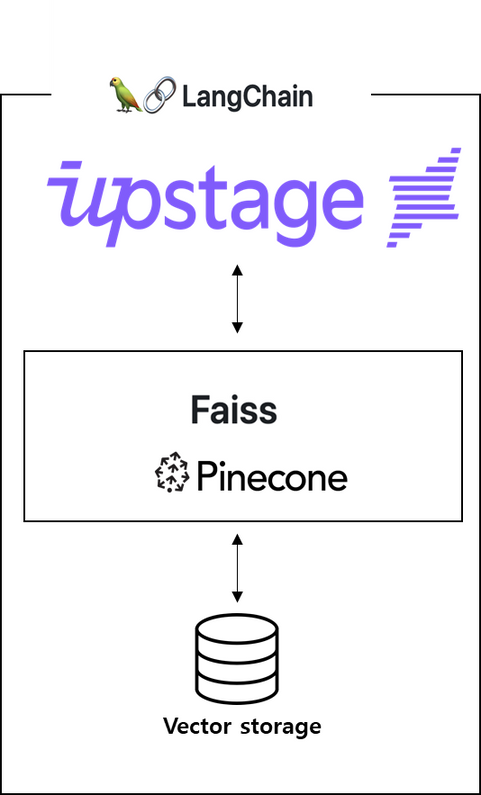 LangChain
upstage
Faiss
Pinecone
Vector storage